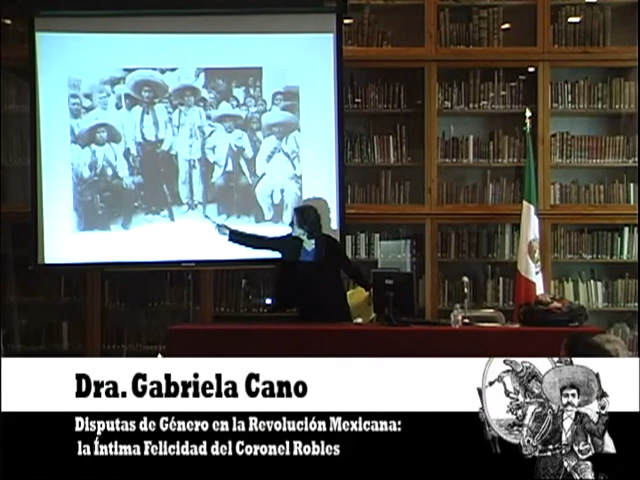 Dra. Gabriela Cano
Disputas de Género en la Revolución Mexicana:
la Íntima Felicidad del Coronel Robles